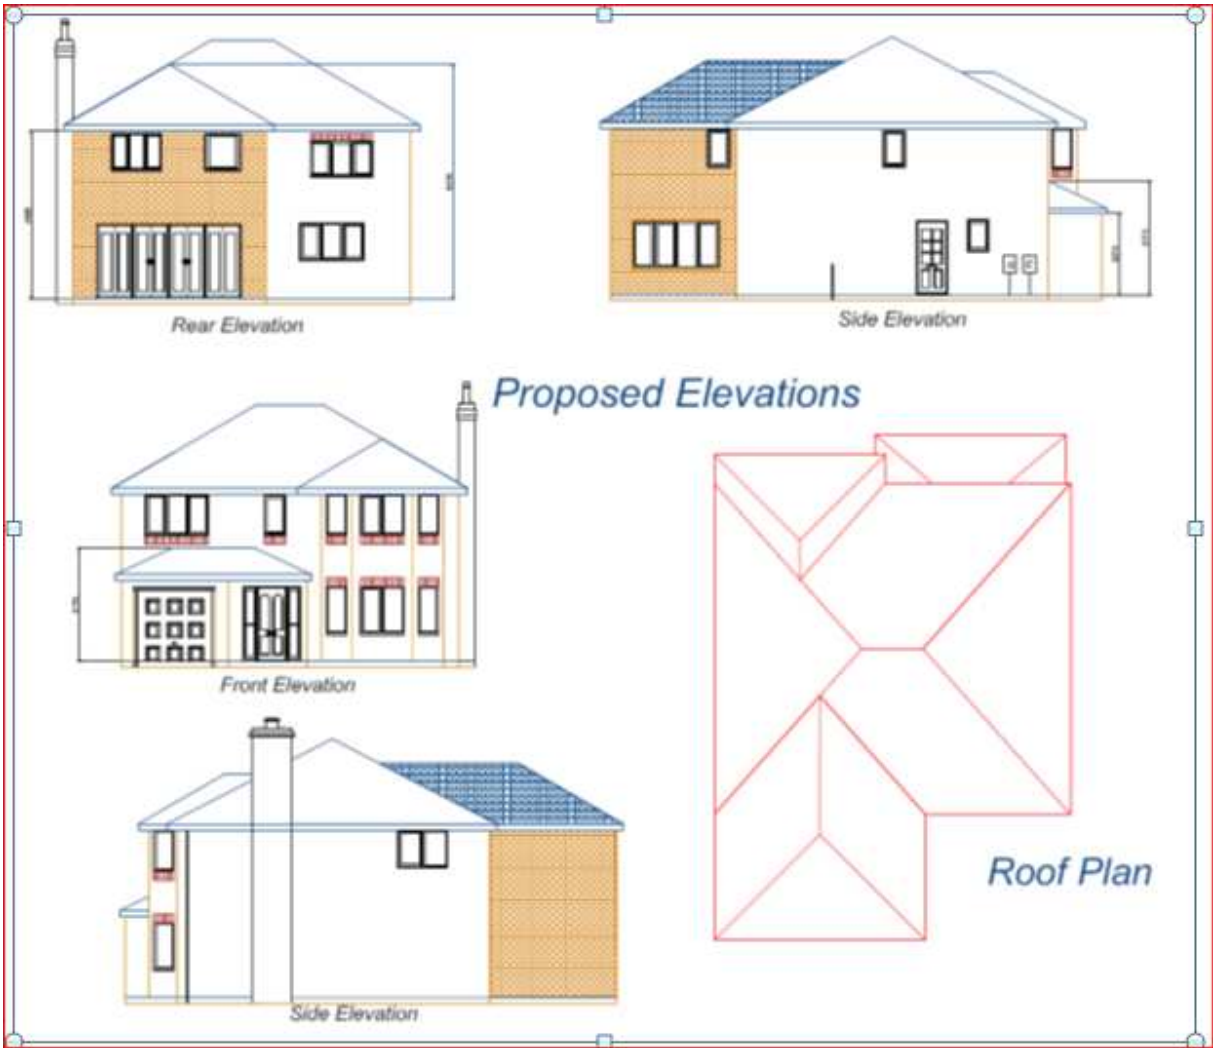 Rear Elevation
Side Elevation
Proposed Elevations
Front Elevation
Roof Plan
Side Elevation